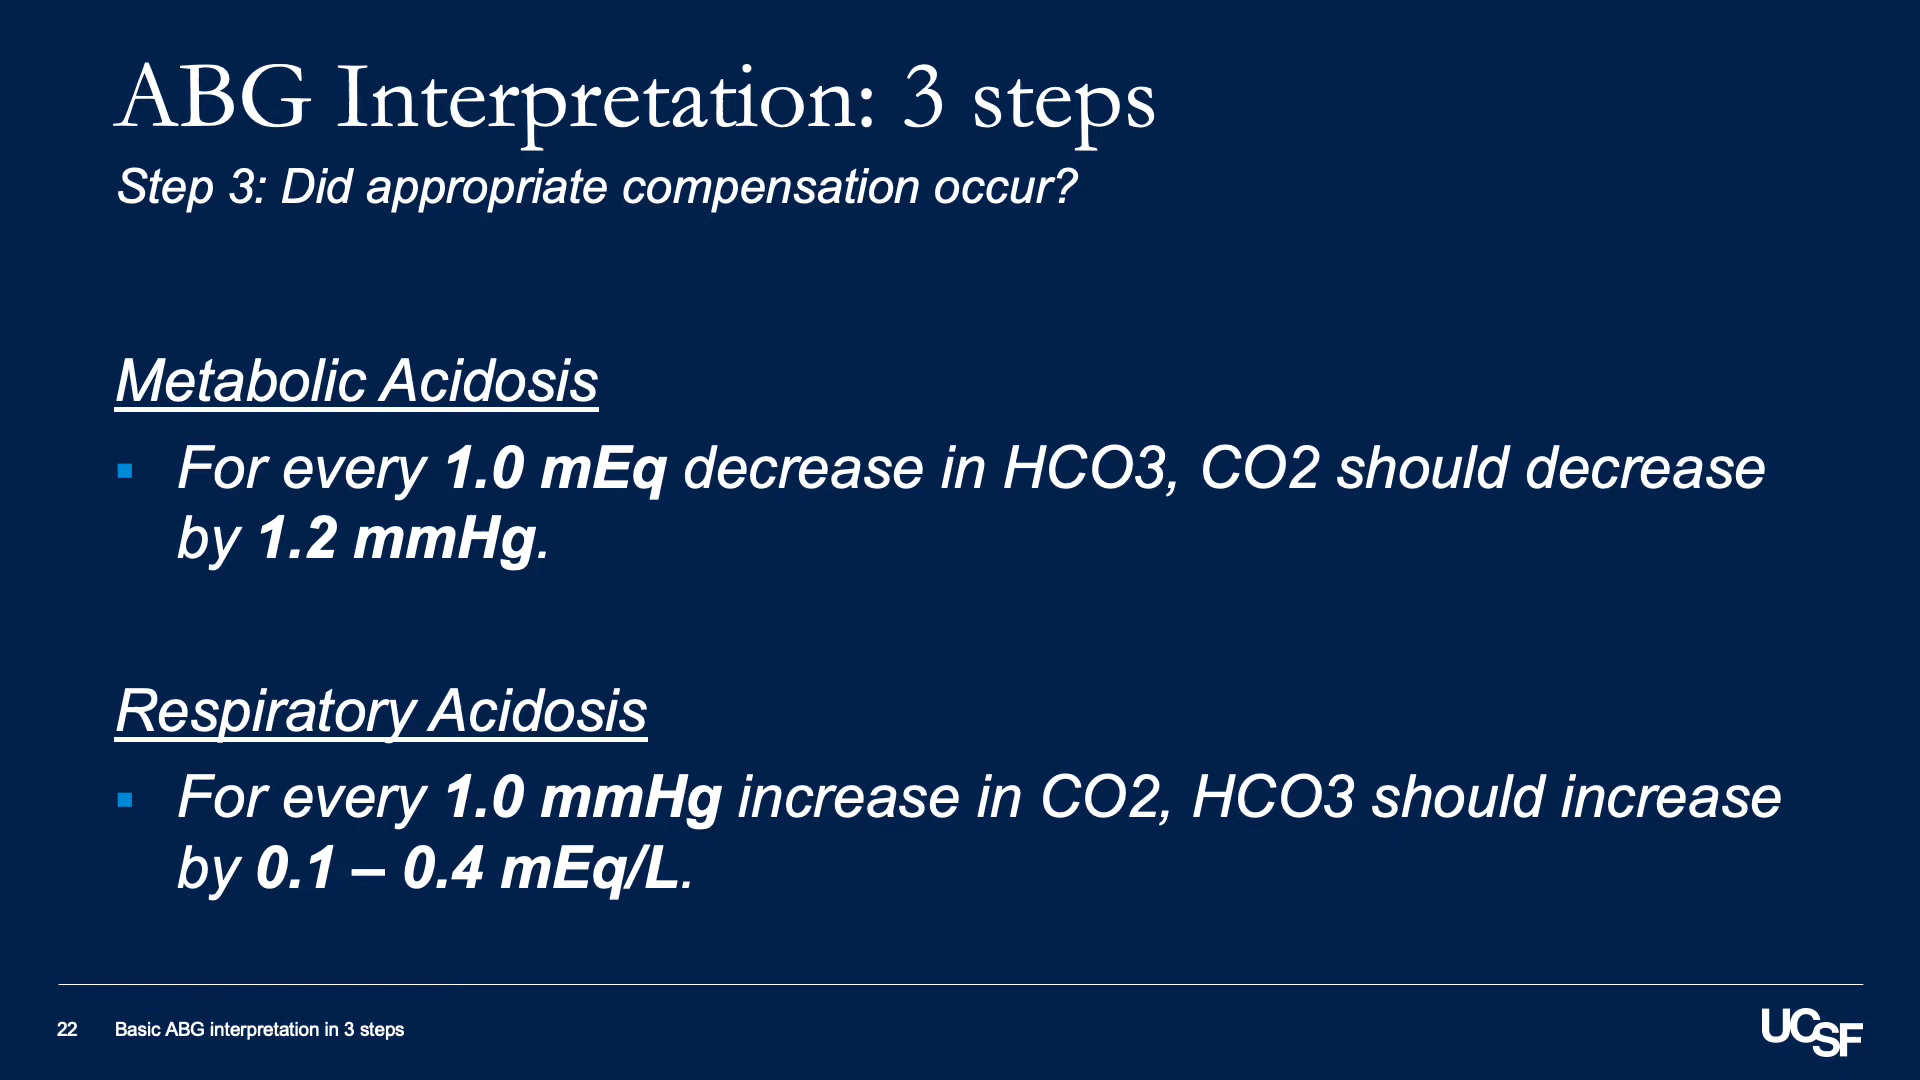 ABG Interpretation: 3 steps
Step 3: Did appropriate compensation occur?
Metabolic Acidosis
▪ For every 1.0 mEq decrease in HCO3, CO2 should decrease
by 1.2 mmHg.
Respiratory Acidosis
▪ For every 1.0 mmHg increase in CO2, HCO3 should increase
by 0.1 – 0.4 mEq/L.
22 Basic ABG interpretation in 3 steps
UCSF